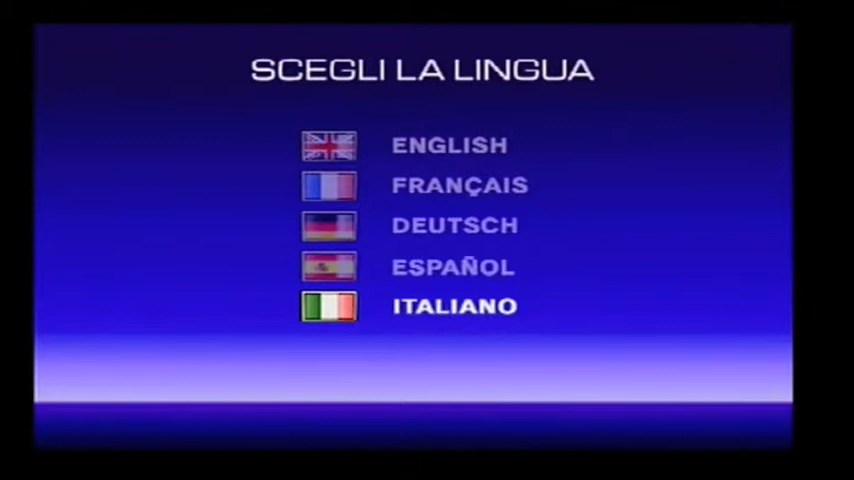 SCEGLI LA LINGUA
ENGLISH
FRANÇAIS
DEUTSCH
ESPAÑOL
ITALIANO